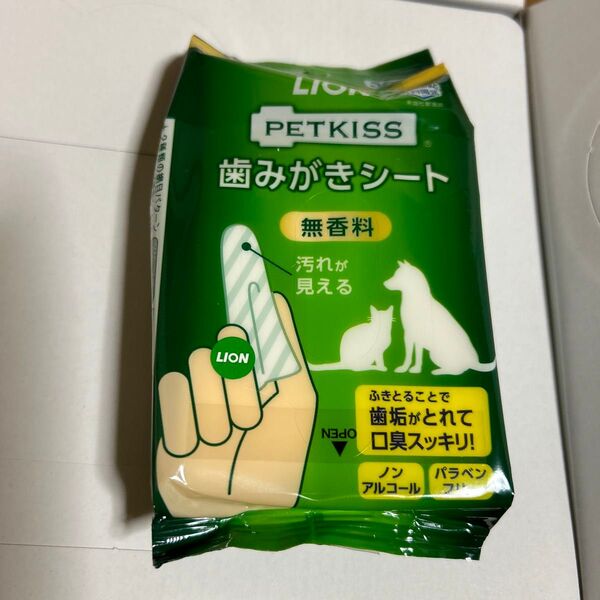 LION
PETKISS
®
歯みがきシート
無香料
汚れが
見える
LION
ふきとることで
歯垢がとれて
口臭スッキリ!
OPEN
ノン
アルコール
パラベン
フリー